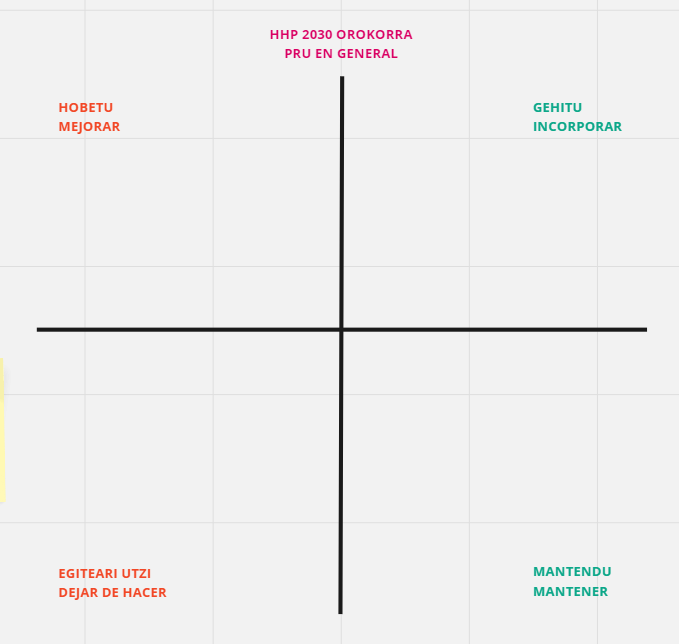 HHP 2030 OROKORRA
PRU EN GENERAL
HOBETU
MEJORAR
GEHITU
INCORPORAR
EGITEARI UTZI
DEJAR DE HACER
MANTENDU
MANTENER